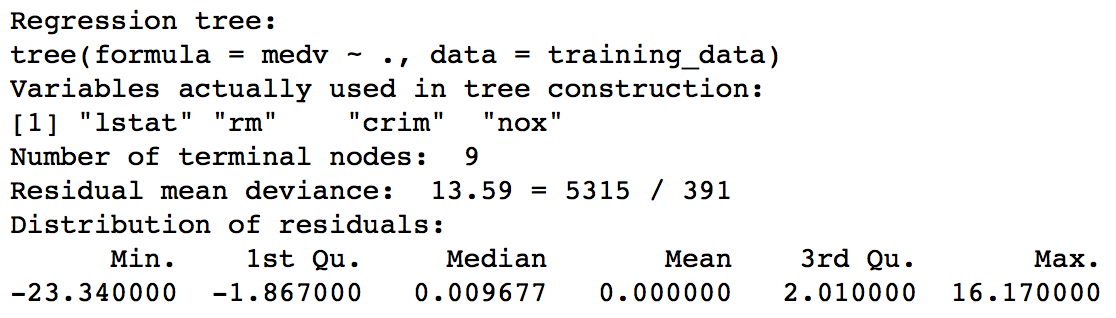 Regression tree:
tree(formula = medv ~ ., data = training_data)
Variables actually used in tree construction:
[1] "lstat" "rm"    "crim"  "nox"
Number of terminal nodes:  9
Residual mean deviance:  13.59 = 5315 / 391
Distribution of residuals:
      Min.    1st Qu.     Median       Mean    3rd Qu.       Max.
-23.340000  -1.867000   0.009677   0.000000   2.010000  16.170000